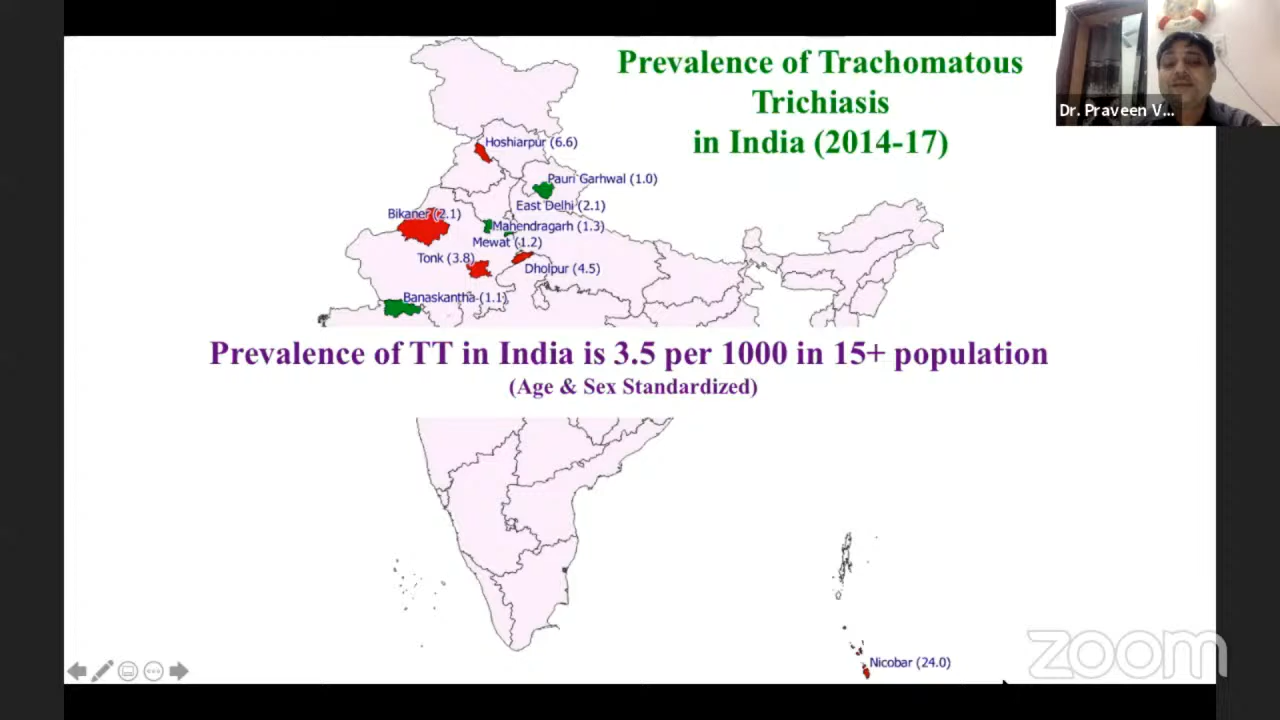 Prevalence of Trachomatous
Trichiasis
in India (2014-17)
Dr. Praveen V...
Hoshiarpur (6.6)
Pauri Garhwal (1.0)
East Delhi (2.1)
Bikaner (2.1)
Mahendragarh (1.3)
Mewat (1.2)
Tonk (3.8)
Dholpur (4.5)
Banaskantha (1.1)
Prevalence of TT in India is 3.5 per 1000 in 15+ population
(Age & Sex Standardized)
Nicobar (24.0)
zoom